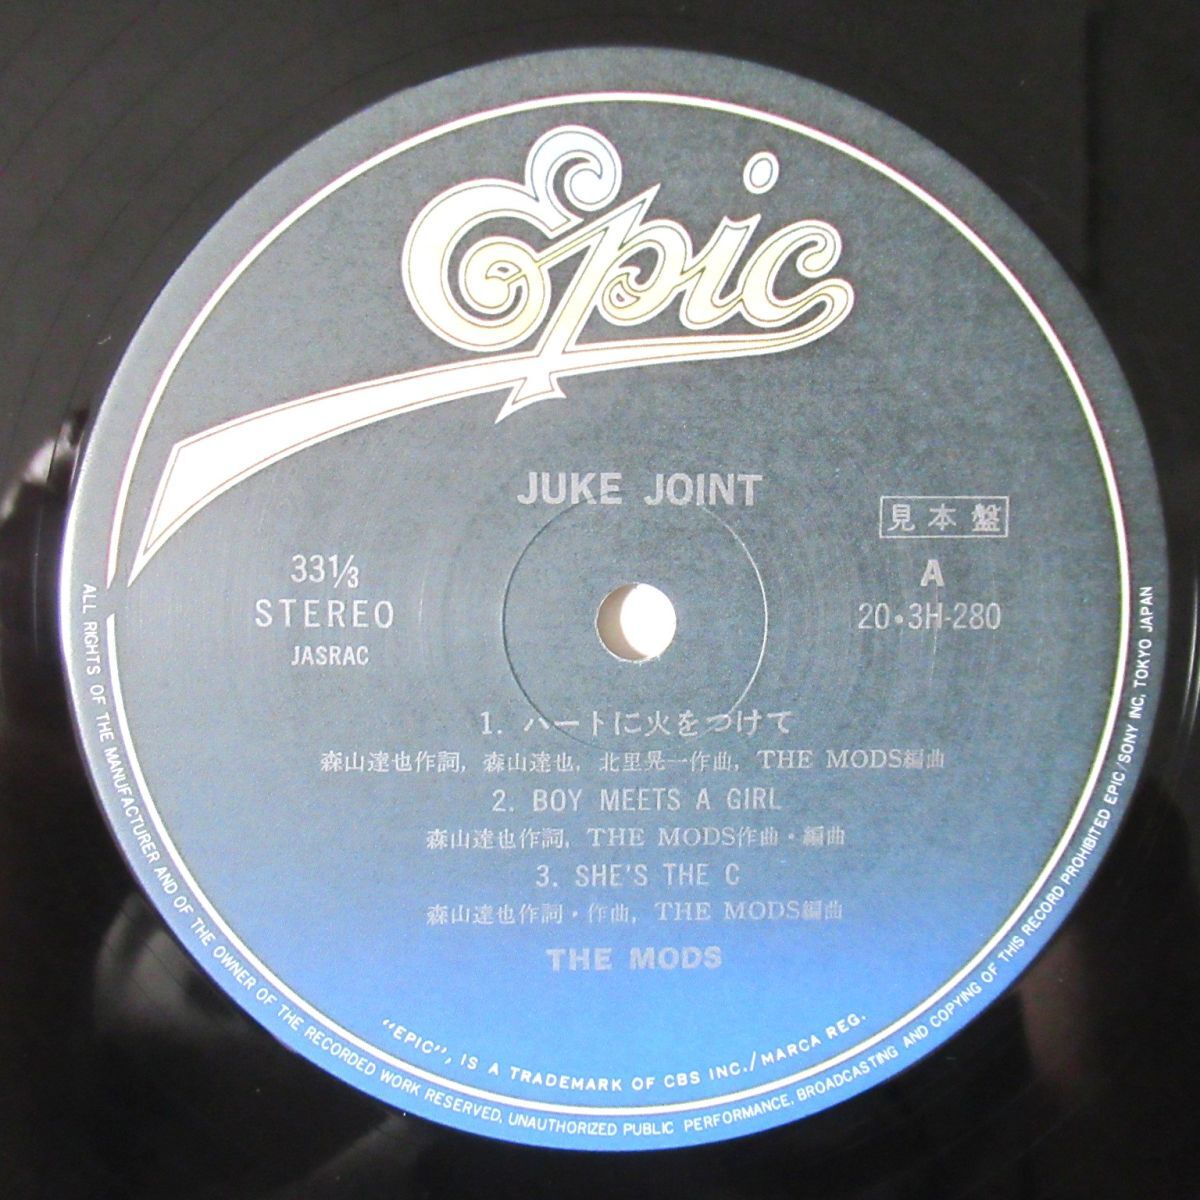 Epic
JUKE JOINT
見本盤
33⅓
STEREO
JASRAC
A
20・3H-280
1. ハートに火をつけて
森山達也作詞, 森山達也, 北里晃一作曲, THE MODS編曲
2. BOY MEETS A GIRL
森山達也作詞, THE MODS作曲・編曲
3. SHE'S THE C
森山達也作詞・作曲, THE MODS編曲
THE MODS
"EPIC", IS A TRADEMARK OF CBS INC./MARCA REG.
ALL RIGHTS OF THE MANUFACTURER AND OF THE OWNER OF THE RECORDED WORK RESERVED, UNAUTHORIZED PUBLIC PERFORMANCE, BROADCASTING AND COPYING OF THIS RECORD PROHIBITED EPIC/SONY INC, TOKYO JAPAN